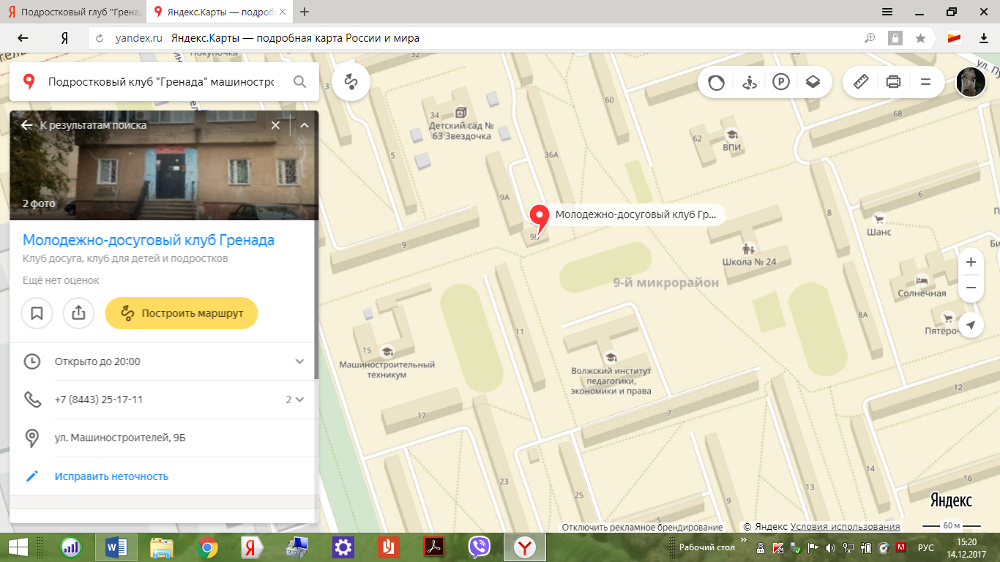 Подростковый клуб "Грена
Яндекс.Карты — подроб
yandex.ru Яндекс.Карты — подробная карта России и мира
Подростковый клуб "Гренада" машиностро
К результатам поиска
2 фото
Молодежно-досуговый клуб Гренада
Клуб досуга, клуб для детей и подростков
Ещё нет оценок
Построить маршрут
Открыто до 20:00
+7 (8443) 25-17-11
2
ул. Машиностроителей, 9Б
Исправить неточность
Покупочка
32
3
60
ул. Пу
68
34
Детский сад №
63 Звездочка
5
36А
62
ВПИ
9А
Молодежно-досуговый клуб Гр...
9Б
9
8
6
Шанс
Школа № 24
9-й микрорайон
Солнечная
8А
Пятёроч
11
15
Машиностроительный
техникум
Волжский институт
педагогики,
экономики и права
12
17
7
14
16
13
23
25
9
5
Яндекс
Отключить рекламное брендирование
© Яндекс Условия использования
60 м
Рабочий стол
РУС
15:20
14.12.2017